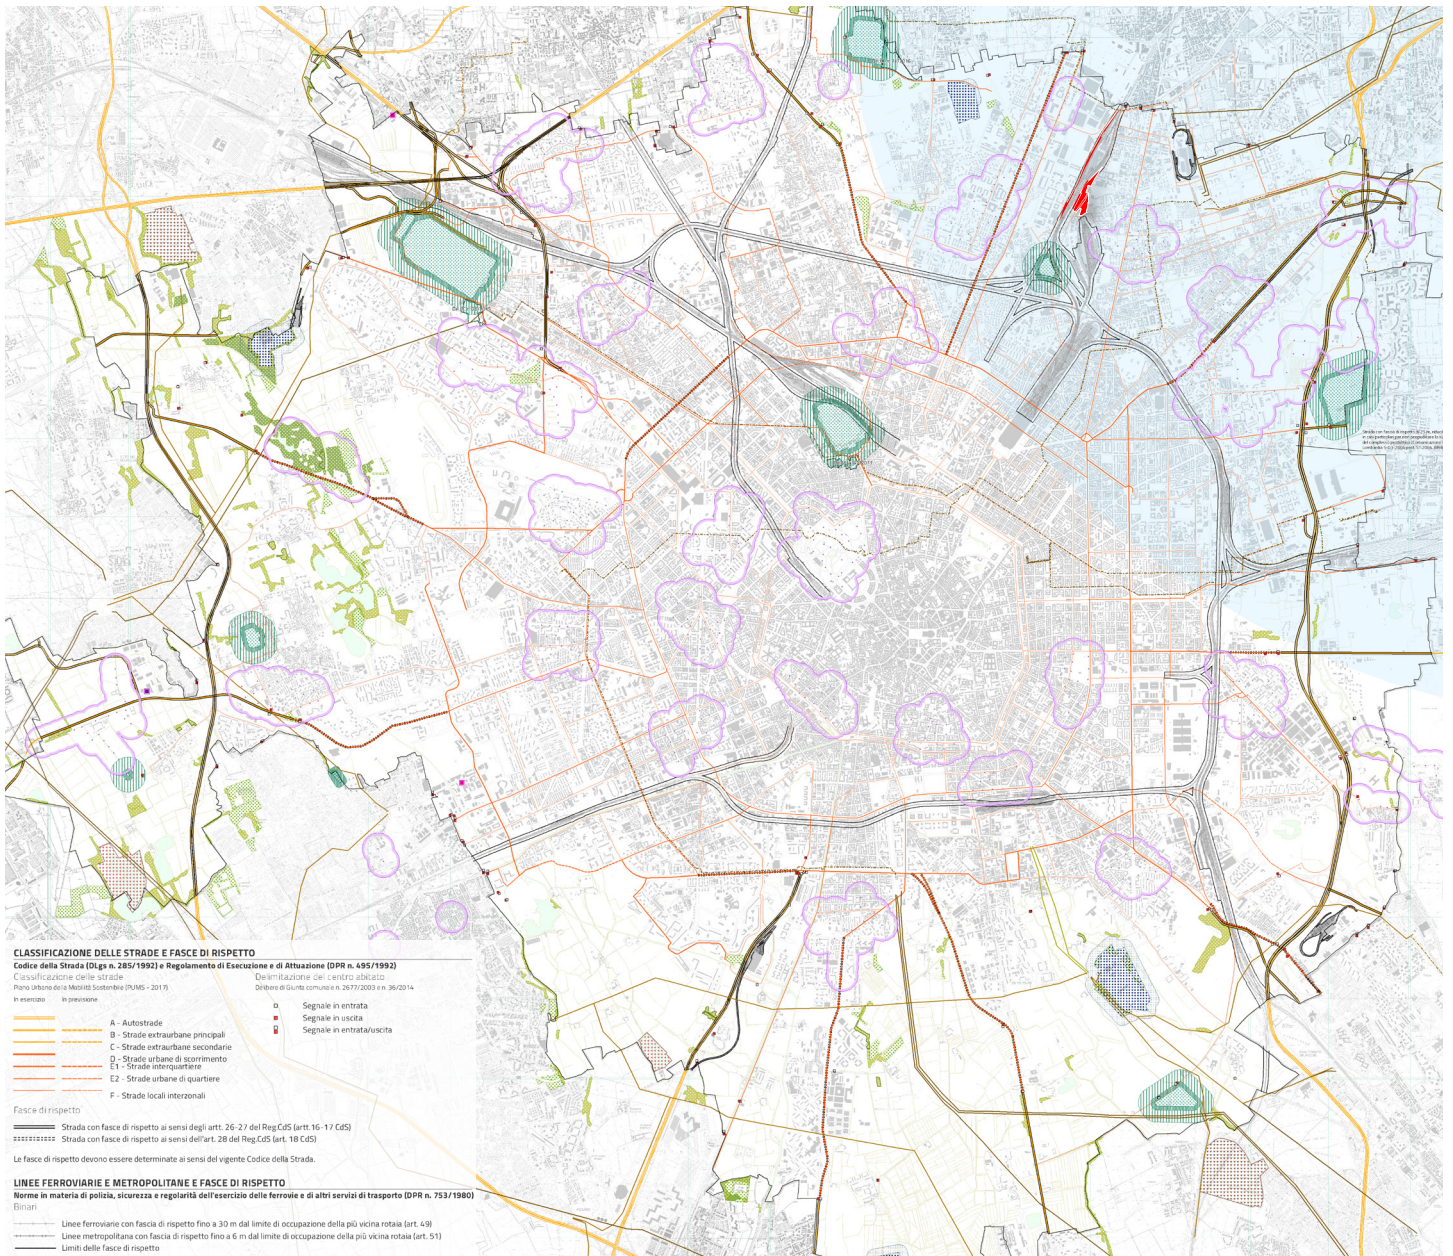 CLASSIFICAZIONE DELLE STRADE E FASCE DI RISPETTO
Codice della Strada (DLgs n. 285/1992) e Regolamento di Esecuzione e di Attuazione (DPR n. 495/1992)
Classificazione delle strade
Piano Urbano della Mobilità Sostenibile (PUMS - 2017)
In esercizio In previsione
A - Autostrade
B - Strade extraurbane principali
C - Strade extraurbane secondarie
D - Strade urbane di scorrimento
E1 - Strade interquartiere
E2 - Strade urbane di quartiere
F - Strade locali interzonali
Delimitazione del centro abitato
Delibere di Giunta comunale n. 2677/2003 e n. 36/2014
Segnale in entrata
Segnale in uscita
Segnale in entrata/uscita
Fasce di rispetto
Strada con fasce di rispetto ai sensi degli artt. 26-27 del Reg.CdS (artt.16-17 CdS)
Strada con fasce di rispetto ai sensi dell'art. 28 del Reg.CdS (art. 18 CdS)
Le fasce di rispetto devono essere determinate ai sensi del vigente Codice della Strada.
LINEE FERROVIARIE E METROPOLITANE E FASCE DI RISPETTO
Norme in materia di polizia, sicurezza e regolarità dell'esercizio delle ferrovie e di altri servizi di trasporto (DPR n. 753/1980)
Binari
Linee ferroviarie con fascia di rispetto fino a 30 m dal limite di occupazione della più vicina rotaia (art. 49)
Linee metropolitana con fascia di rispetto fino a 6 m dal limite di occupazione della più vicina rotaia (art. 51)
Limiti delle fasce di rispetto